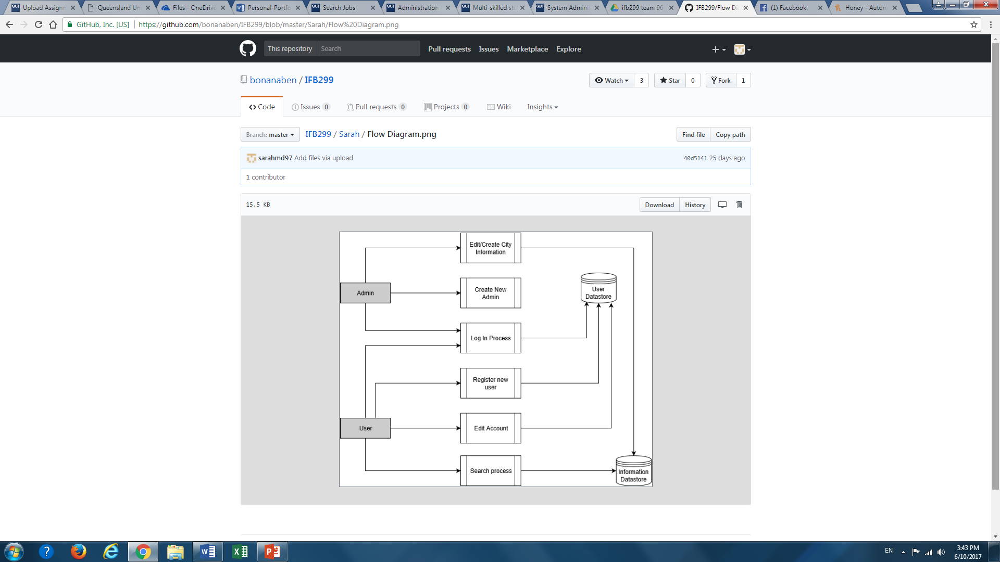 Upload Assignm
Queensland Un
Files - OneDrive
Personal-Portfo
Search Jobs
Administration
Multi-skilled stu
System Adminis
ifb299 team 96
IFB299/Flow Di
(1) Facebook
Honey - Autom
GitHub, Inc. [US]
https://github.com/bonanaben/IFB299/blob/master/Sarah/Flow%20Diagram.png
This repository
Search
Pull requests
Issues
Marketplace
Explore
bonanaben / IFB299
Watch
3
Star
0
Fork
1
Code
Issues 0
Pull requests 0
Projects 0
Wiki
Insights
Branch: master
IFB299 / Sarah / Flow Diagram.png
Find file
Copy path
sarahmd97 Add files via upload
40d5141 25 days ago
1 contributor
15.5 KB
Download
History
Edit/Create City
Information
Admin
Create New
Admin
User
Datastore
Log In Process
Register new
user
User
Edit Account
Search process
Information
Datastore
EN
3:43 PM
6/10/2017